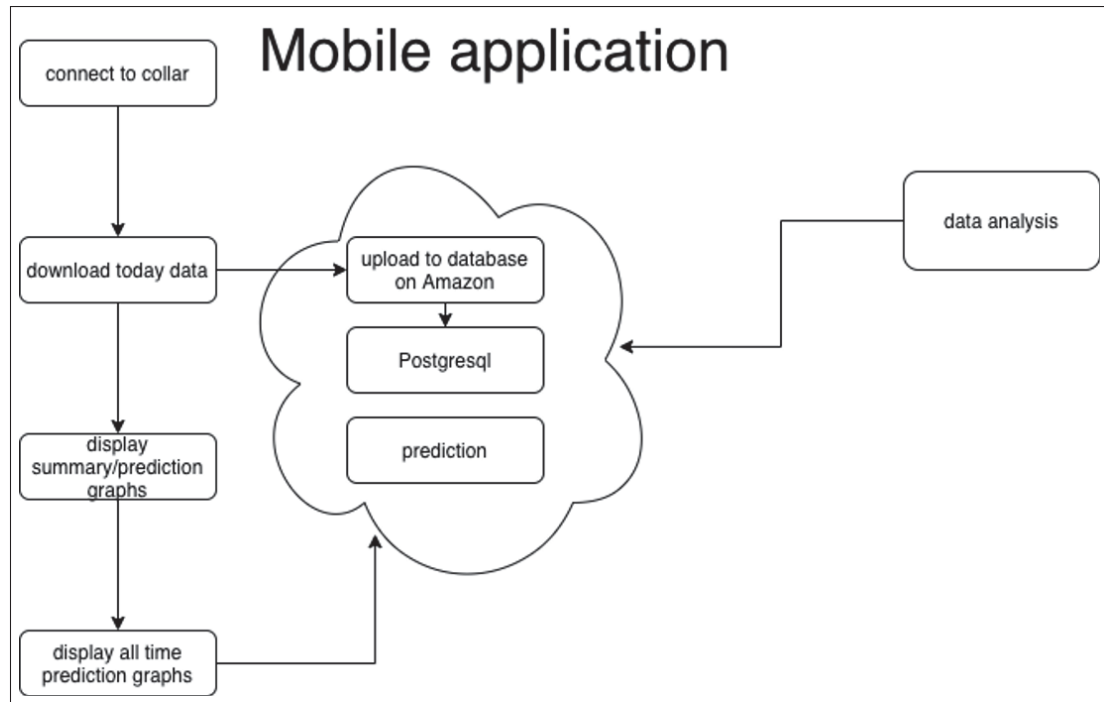 Mobile application
connect to collar
download today data
upload to database
on Amazon
data analysis
Postgresql
display
summary/prediction
graphs
prediction
display all time
prediction graphs